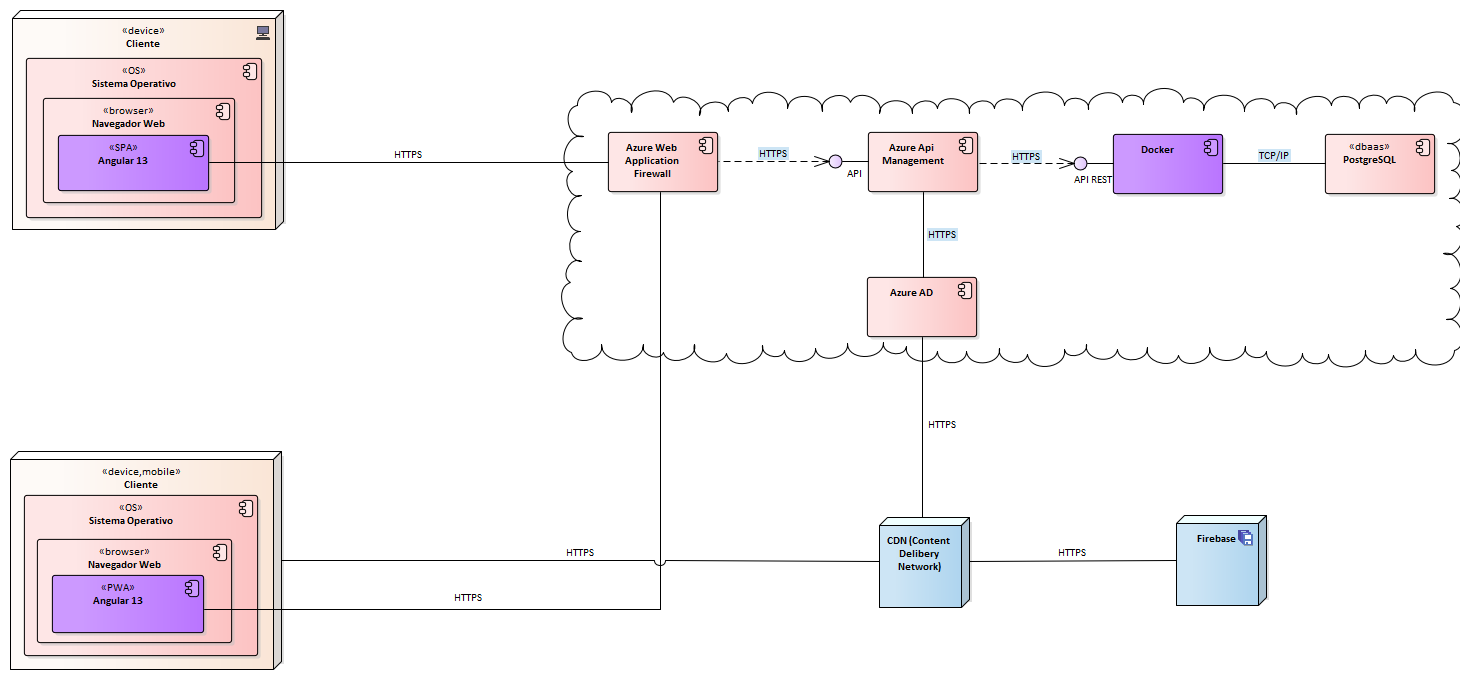 «device»
Cliente
«OS»
Sistema Operativo
«browser»
Navegador Web
«SPA»
Angular 13
HTTPS
Azure Web
Application
Firewall
HTTPS
API
Azure Api
Management
HTTPS
API REST
Docker
TCP/IP
«dbaas»
PostgreSQL
HTTPS
Azure AD
HTTPS
«device,mobile»
Cliente
«OS»
Sistema Operativo
«browser»
Navegador Web
«PWA»
Angular 13
HTTPS
HTTPS
CDN (Content
Delibery
Network)
HTTPS
Firebase